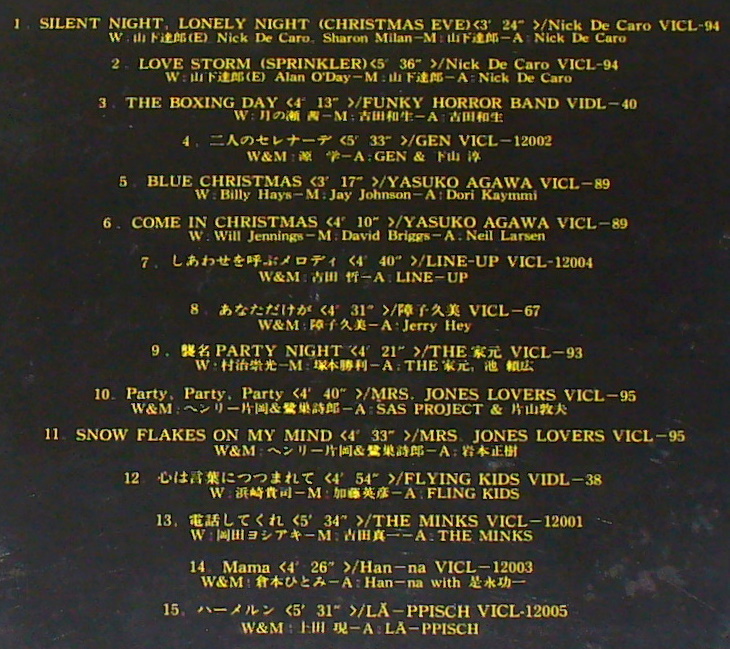 1. SILENT NIGHT, LONELY NIGHT (CHRISTMAS EVE)<3′ 24″ >/Nick De Caro VICL-94
W : 山下達郎(E) Nick De Caro, Sharon Milan−M : 山下達郎−A : Nick De Caro
2. LOVE STORM (SPRINKLER)<5′ 36″ >/Nick De Caro VICL-94
W : 山下達郎(E) Alan O'Day−M : 山下達郎−A : Nick De Caro
3. THE BOXING DAY <4′ 13″ >/FUNKY HORROR BAND VIDL−40
W : 月の瀬 茜−M : 古田和生−A : 古田和生
4. 二人のセレナーデ <5′ 33″ >/GEN VICL−12002
W&M : 源 学−A : GEN & 下山 淳
5. BLUE CHRISTMAS <3′ 17″ >/YASUKO AGAWA VICL−89
W : Billy Hays−M : Jay Johnson−A : Dori Kaymmi
6. COME IN CHRISTMAS <4′ 10″ >/YASUKO AGAWA VICL−89
W : Will Jennings−M : David Briggs−A : Neil Larsen
7. しあわせを呼ぶメロディ <4′ 40″ >/LINE-UP VICL-12004
W&M : 古田 哲−A : LINE−UP
8. あなただけが <4′ 31″ >/障子久美 VICL−67
W&M : 障子久美−A : Jerry Hey
9. 襲名 PARTY NIGHT <4′ 21″ >/THE 家元 VICL−93
W : 村治崇光−M : 塚本勝利−A : THE 家元, 池 頼広
10. Party, Party, Party <4′ 40″ >/MRS. JONES LOVERS VICL−95
W&M : ヘンリー片岡&鷺巣詩郎−A : SAS PROJECT & 片山敦夫
11. SNOW FLAKES ON MY MIND <4′ 33″ >/MRS. JONES LOVERS VICL−95
W&M : ヘンリー片岡&鷺巣詩郎−A : 岩本正樹
12. 心は言葉につつまれて <4′ 54″ >/FLYING KIDS VIDL−38
W : 浜崎貴司−M : 加藤英彦−A : FLING KIDS
13. 電話してくれ <5′ 34″ >/THE MINKS VICL−12001
W : 岡田ヨシアキ−M : 古田真一−A : THE MINKS
14. Mama <4′ 26″ >/Han−na VICL−12003
W&M : 倉本ひとみ−A : Han−na with 是永功一
15. ハーメルン <5′ 31″ >/LÄ−PPISCH VICL-12005
W&M : 上田 現−A : LÄ−PPISCH